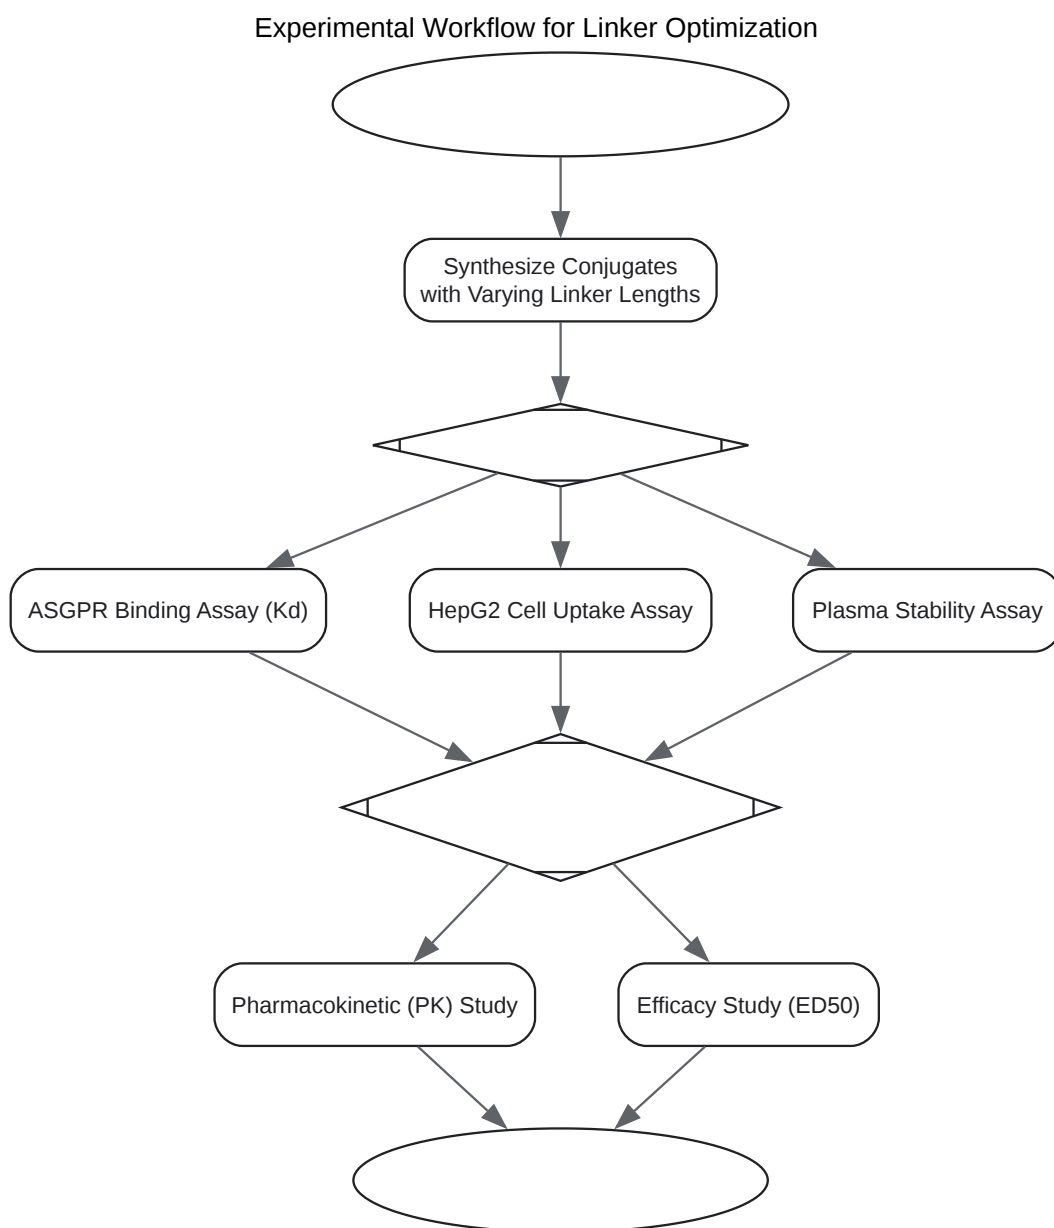 Experimental Workflow for Linker Optimization
Synthesize Conjugates
with Varying Linker Lengths
ASGPR Binding Assay (Kd)
HepG2 Cell Uptake Assay
Plasma Stability Assay
Pharmacokinetic (PK) Study
Efficacy Study (ED50)